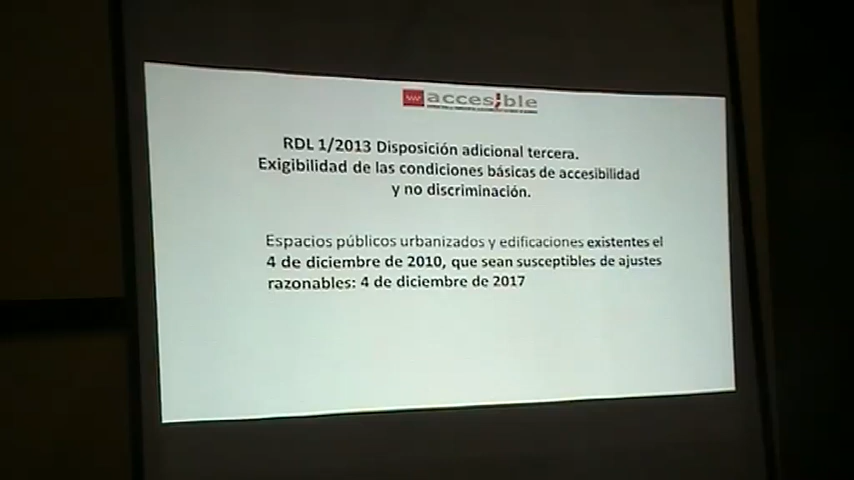 accesible
RDL 1/2013 Disposición adicional tercera.
Exigibilidad de las condiciones básicas de accesibilidad
y no discriminación.
Espacios públicos urbanizados y edificaciones existentes el
4 de diciembre de 2010, que sean susceptibles de ajustes
razonables: 4 de diciembre de 2017